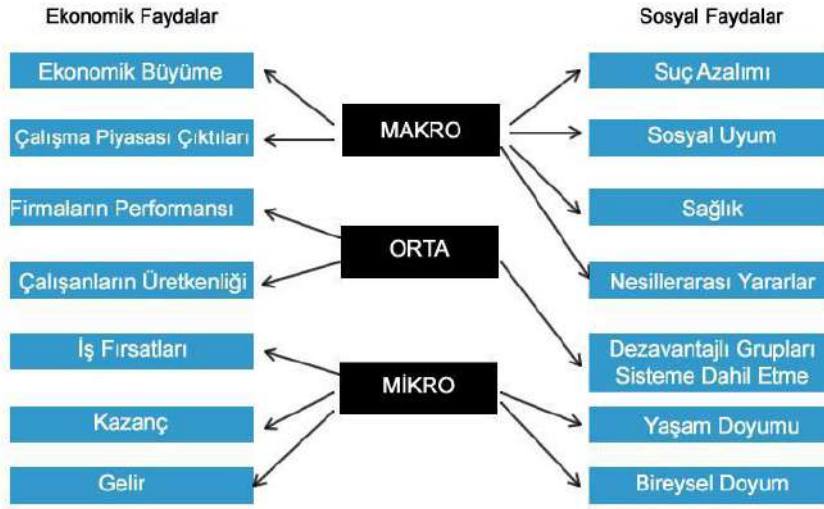 Ekonomik Faydalar
Sosyal Faydalar
Ekonomik Büyüme
Çalışma Piyasası Çıktıları
Firmaların Performansı
Çalışanların Üretkenliği
İş Fırsatları
Kazanç
Gelir
MAKRO
ORTA
MİKRO
Suç Azalımı
Sosyal Uyum
Sağlık
Nesillerarası Yararlar
Dezavantajlı Grupları
Sisteme Dahil Etme
Yaşam Doyumu
Bireysel Doyum